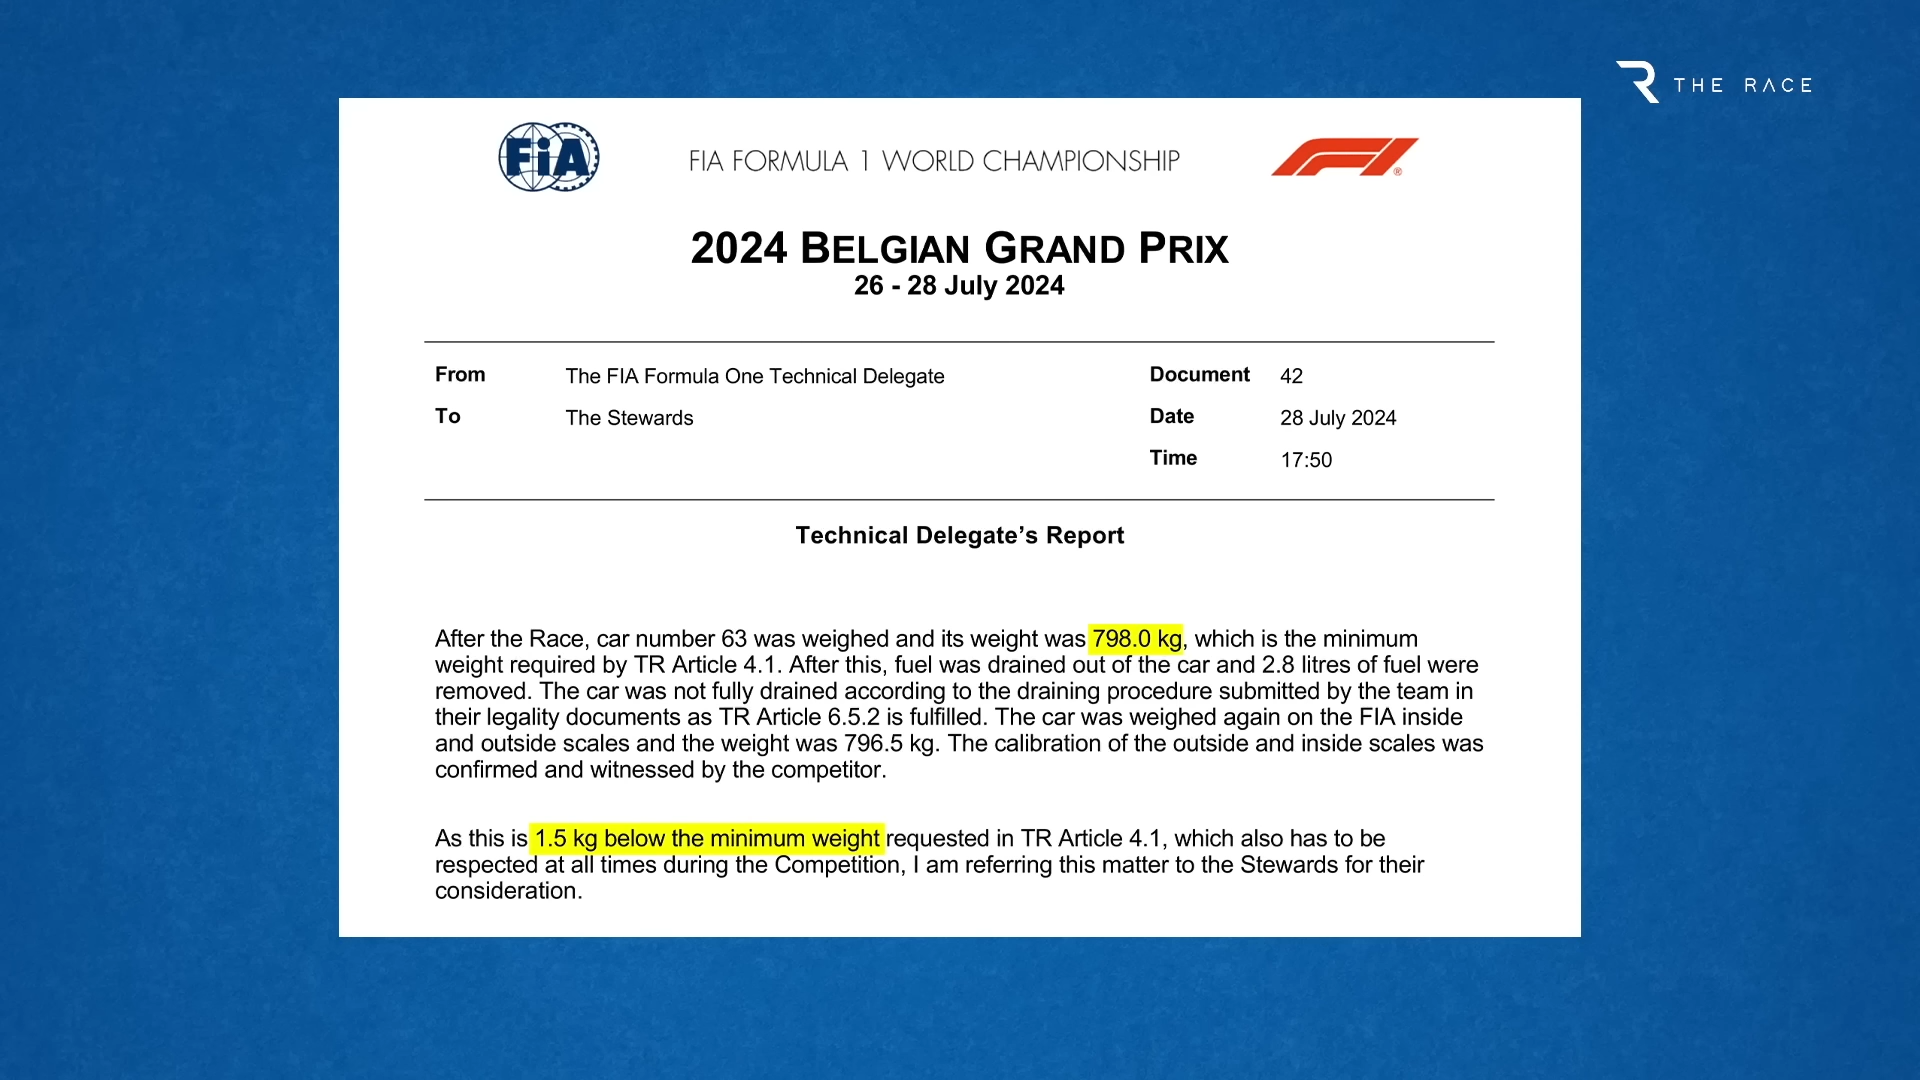 THE RACE
FIA
FIA FORMULA 1 WORLD CHAMPIONSHIP
F1®
2024 BELGIAN GRAND PRIX
26 - 28 July 2024
From The FIA Formula One Technical Delegate Document 42
To The Stewards Date 28 July 2024
Time 17:50
Technical Delegate’s Report
After the Race, car number 63 was weighed and its weight was 798.0 kg, which is the minimum
weight required by TR Article 4.1. After this, fuel was drained out of the car and 2.8 litres of fuel were
removed. The car was not fully drained according to the draining procedure submitted by the team in
their legality documents as TR Article 6.5.2 is fulfilled. The car was weighed again on the FIA inside
and outside scales and the weight was 796.5 kg. The calibration of the outside and inside scales was
confirmed and witnessed by the competitor.
As this is 1.5 kg below the minimum weight requested in TR Article 4.1, which also has to be
respected at all times during the Competition, I am referring this matter to the Stewards for their
consideration.